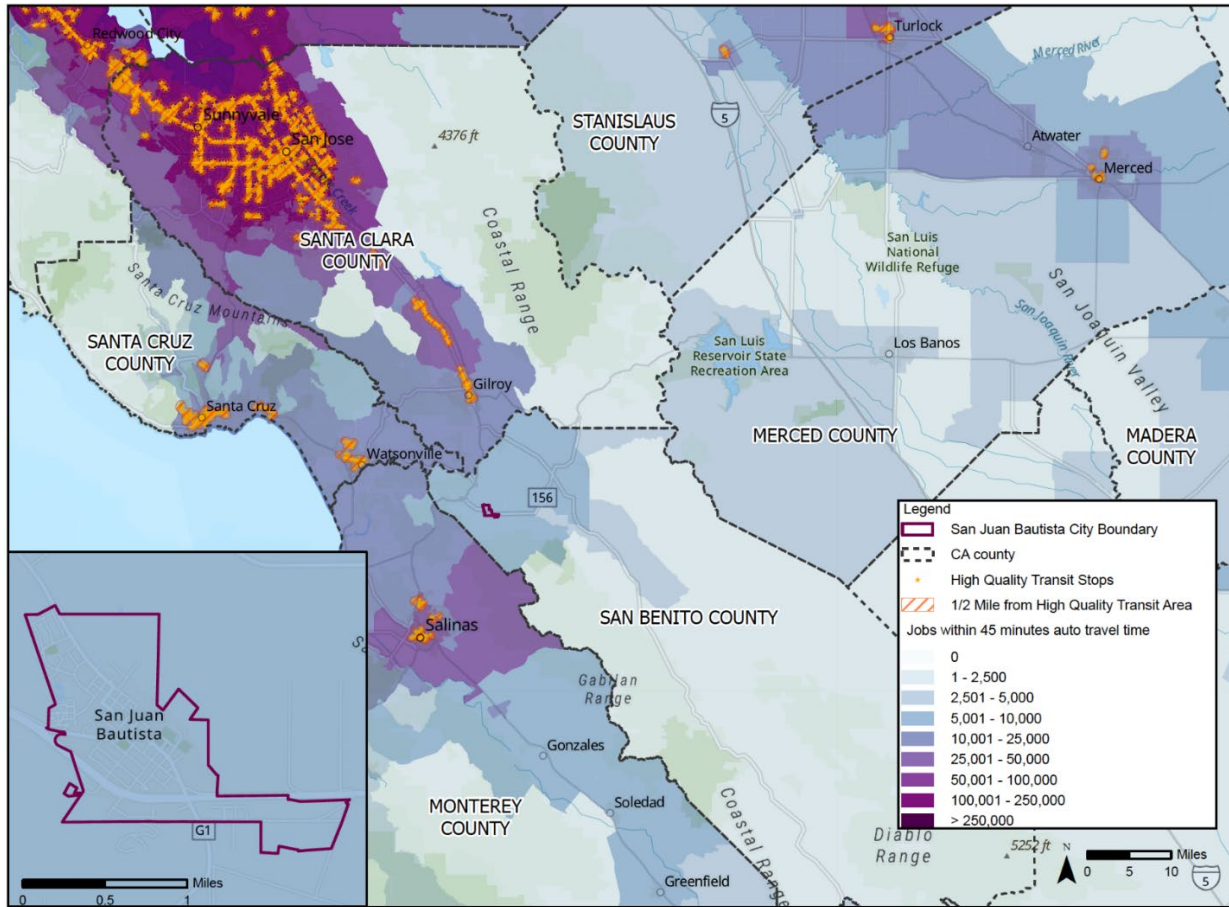 Redwood City
Sunnyvale
San Jose
Creek
4376 ft
STANISLAUS
COUNTY
5
Turlock
Merced River
Atwater
Merced
SANTA CLARA
COUNTY
Coastal Range
San Luis
National
Wildlife Refuge
Santa Cruz Mountains
SANTA CRUZ
COUNTY
San Luis
Reservoir State
Recreation Area
Los Banos
San Joaquin River
San Joaquin Valley
Santa Cruz
Gilroy
Watsonville
MERCED COUNTY
MADERA
COUNTY
156
Salinas
SAN BENITO COUNTY
Gabilan
Range
Gonzales
Soledad
MONTEREY
COUNTY
Coastal Range
Greenfield
Diablo
Range
5252 ft
5
Legend
San Juan Bautista City Boundary
CA county
High Quality Transit Stops
1/2 Mile from High Quality Transit Area
Jobs within 45 minutes auto travel time
0
1 - 2,500
2,501 - 5,000
5,001 - 10,000
10,001 - 25,000
25,001 - 50,000
50,001 - 100,000
100,001 - 250,000
> 250,000
N
Miles
0 5 10
San Juan
Bautista
G1
Miles
0 0.5 1